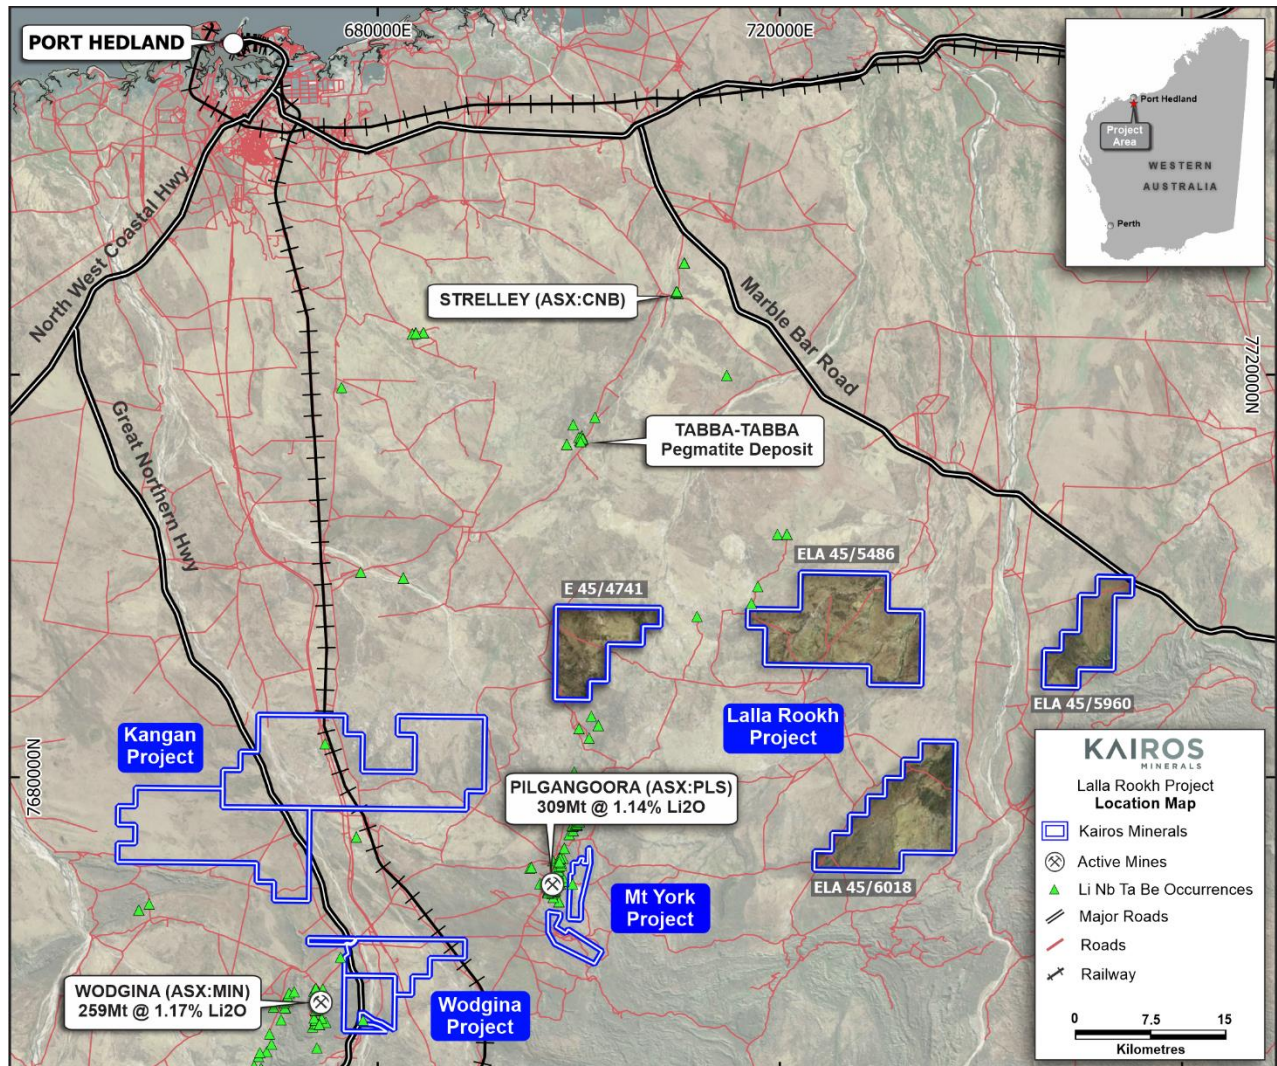 PORT HEDLAND
680000E
720000E
Port Hedland
Project
Area
WESTERN
AUSTRALIA
Perth
North West Coastal Hwy
STRELLEY (ASX:CNB)
Marble Bar Road
7720000N
Great Northern Hwy
TABBA-TABBA
Pegmatite Deposit
ELA 45/5486
E 45/4741
ELA 45/5960
Kangan
Project
Lalla Rookh
Project
7680000N
PILGANGOORA (ASX:PLS)
309Mt @ 1.14% Li2O
ELA 45/6018
Mt York
Project
WODGINA (ASX:MIN)
259Mt @ 1.17% Li2O
Wodgina
Project
KAIROS
MINERALS
Lalla Rookh Project
Location Map
Kairos Minerals
Active Mines
Li Nb Ta Be Occurrences
Major Roads
Roads
Railway
0 7.5 15
Kilometres